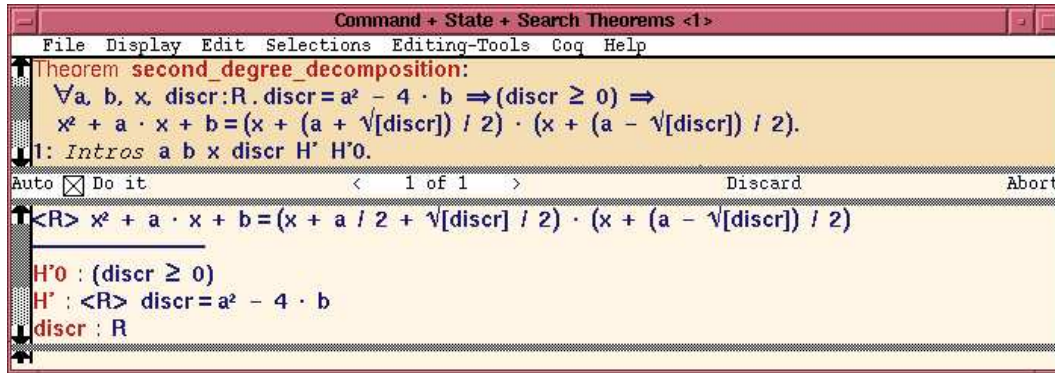 Command + State + Search Theorems <1>
File Display Edit Selections Editing-Tools Coq Help
Theorem second_degree_decomposition:
∀a, b, x, discr:R.discr = a² − 4 · b ⇒(discr ≥ 0) ⇒
x² + a · x + b = (x + (a + √[discr]) / 2) · (x + (a − √[discr]) / 2).
1: Intros a b x discr H' H'0.
Auto Do it < 1 of 1 > Discard Abort
<R> x² + a · x + b = (x + a / 2 + √[discr] / 2) · (x + (a − √[discr]) / 2)
H'0 : (discr ≥ 0)
H' : <R> discr = a² − 4 · b
discr : R